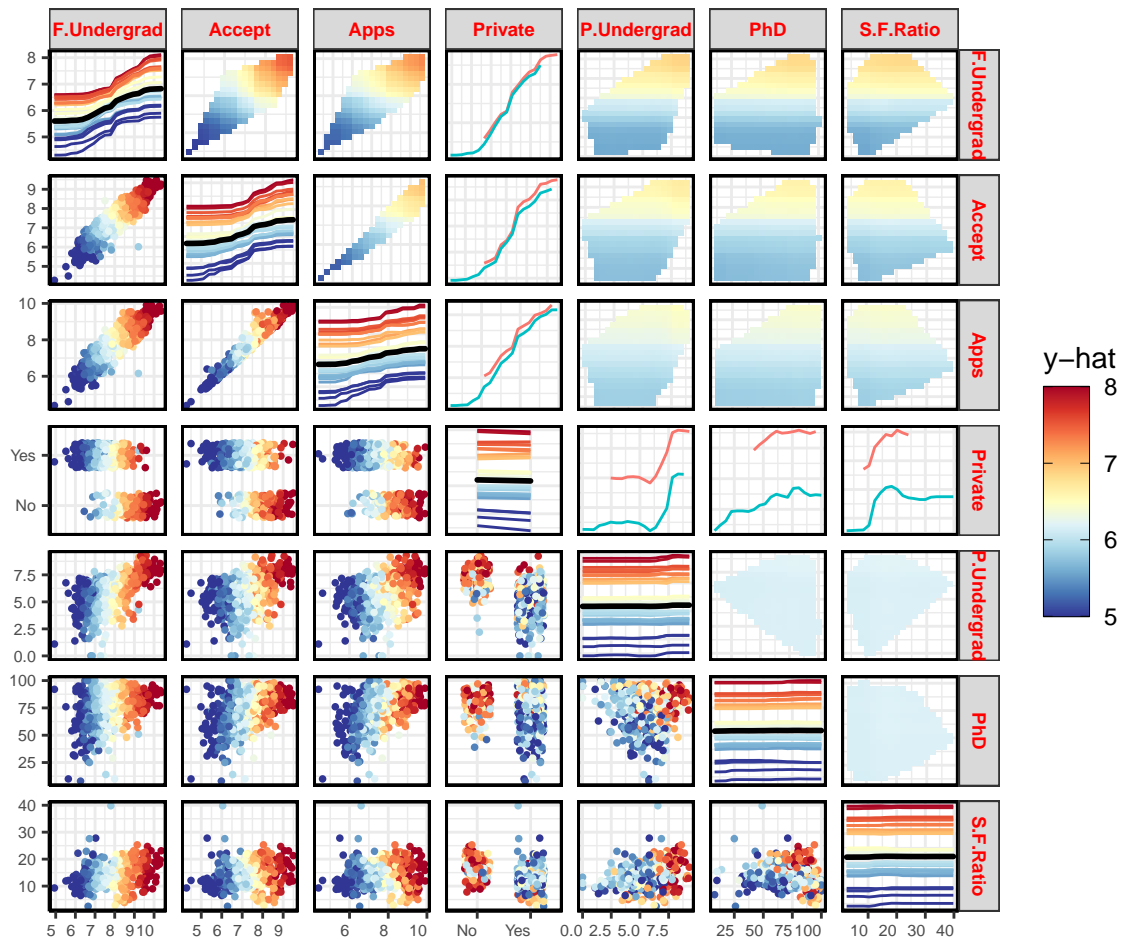 F.Undergrad Accept Apps Private P.Undergrad PhD S.F.Ratio
8
7
6
5
F.Undergrad
9
8
7
6
5
Accept
10
8
6
Apps
Yes
No
Private
7.5
5.0
2.5
0.0
P.Undergrad
100
75
50
25
PhD
40
30
20
10
S.F.Ratio
5 6 7 8 9 10 5 6 7 8 9 6 8 10 No Yes 0.0 2.5 5.0 7.5 25 50 75 100 10 20 30 40
y−hat
8
7
6
5